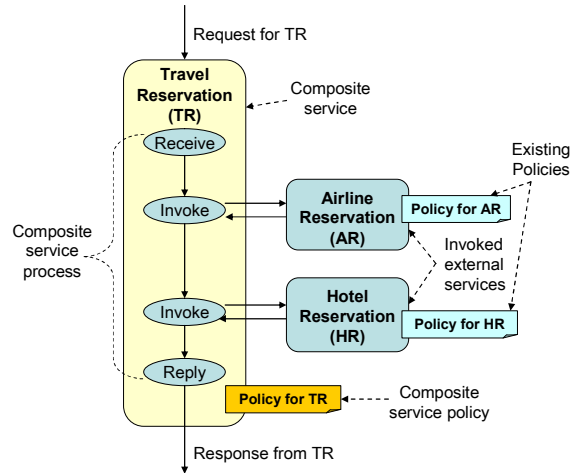 Request for TR
Travel
Reservation
(TR)
Composite
service
Receive
Existing
Policies
Invoke
Airline
Reservation
(AR)
Policy for AR
Composite
service
process
Invoked
external
services
Invoke
Hotel
Reservation
(HR)
Policy for HR
Reply
Policy for TR
Composite
service policy
Response from TR